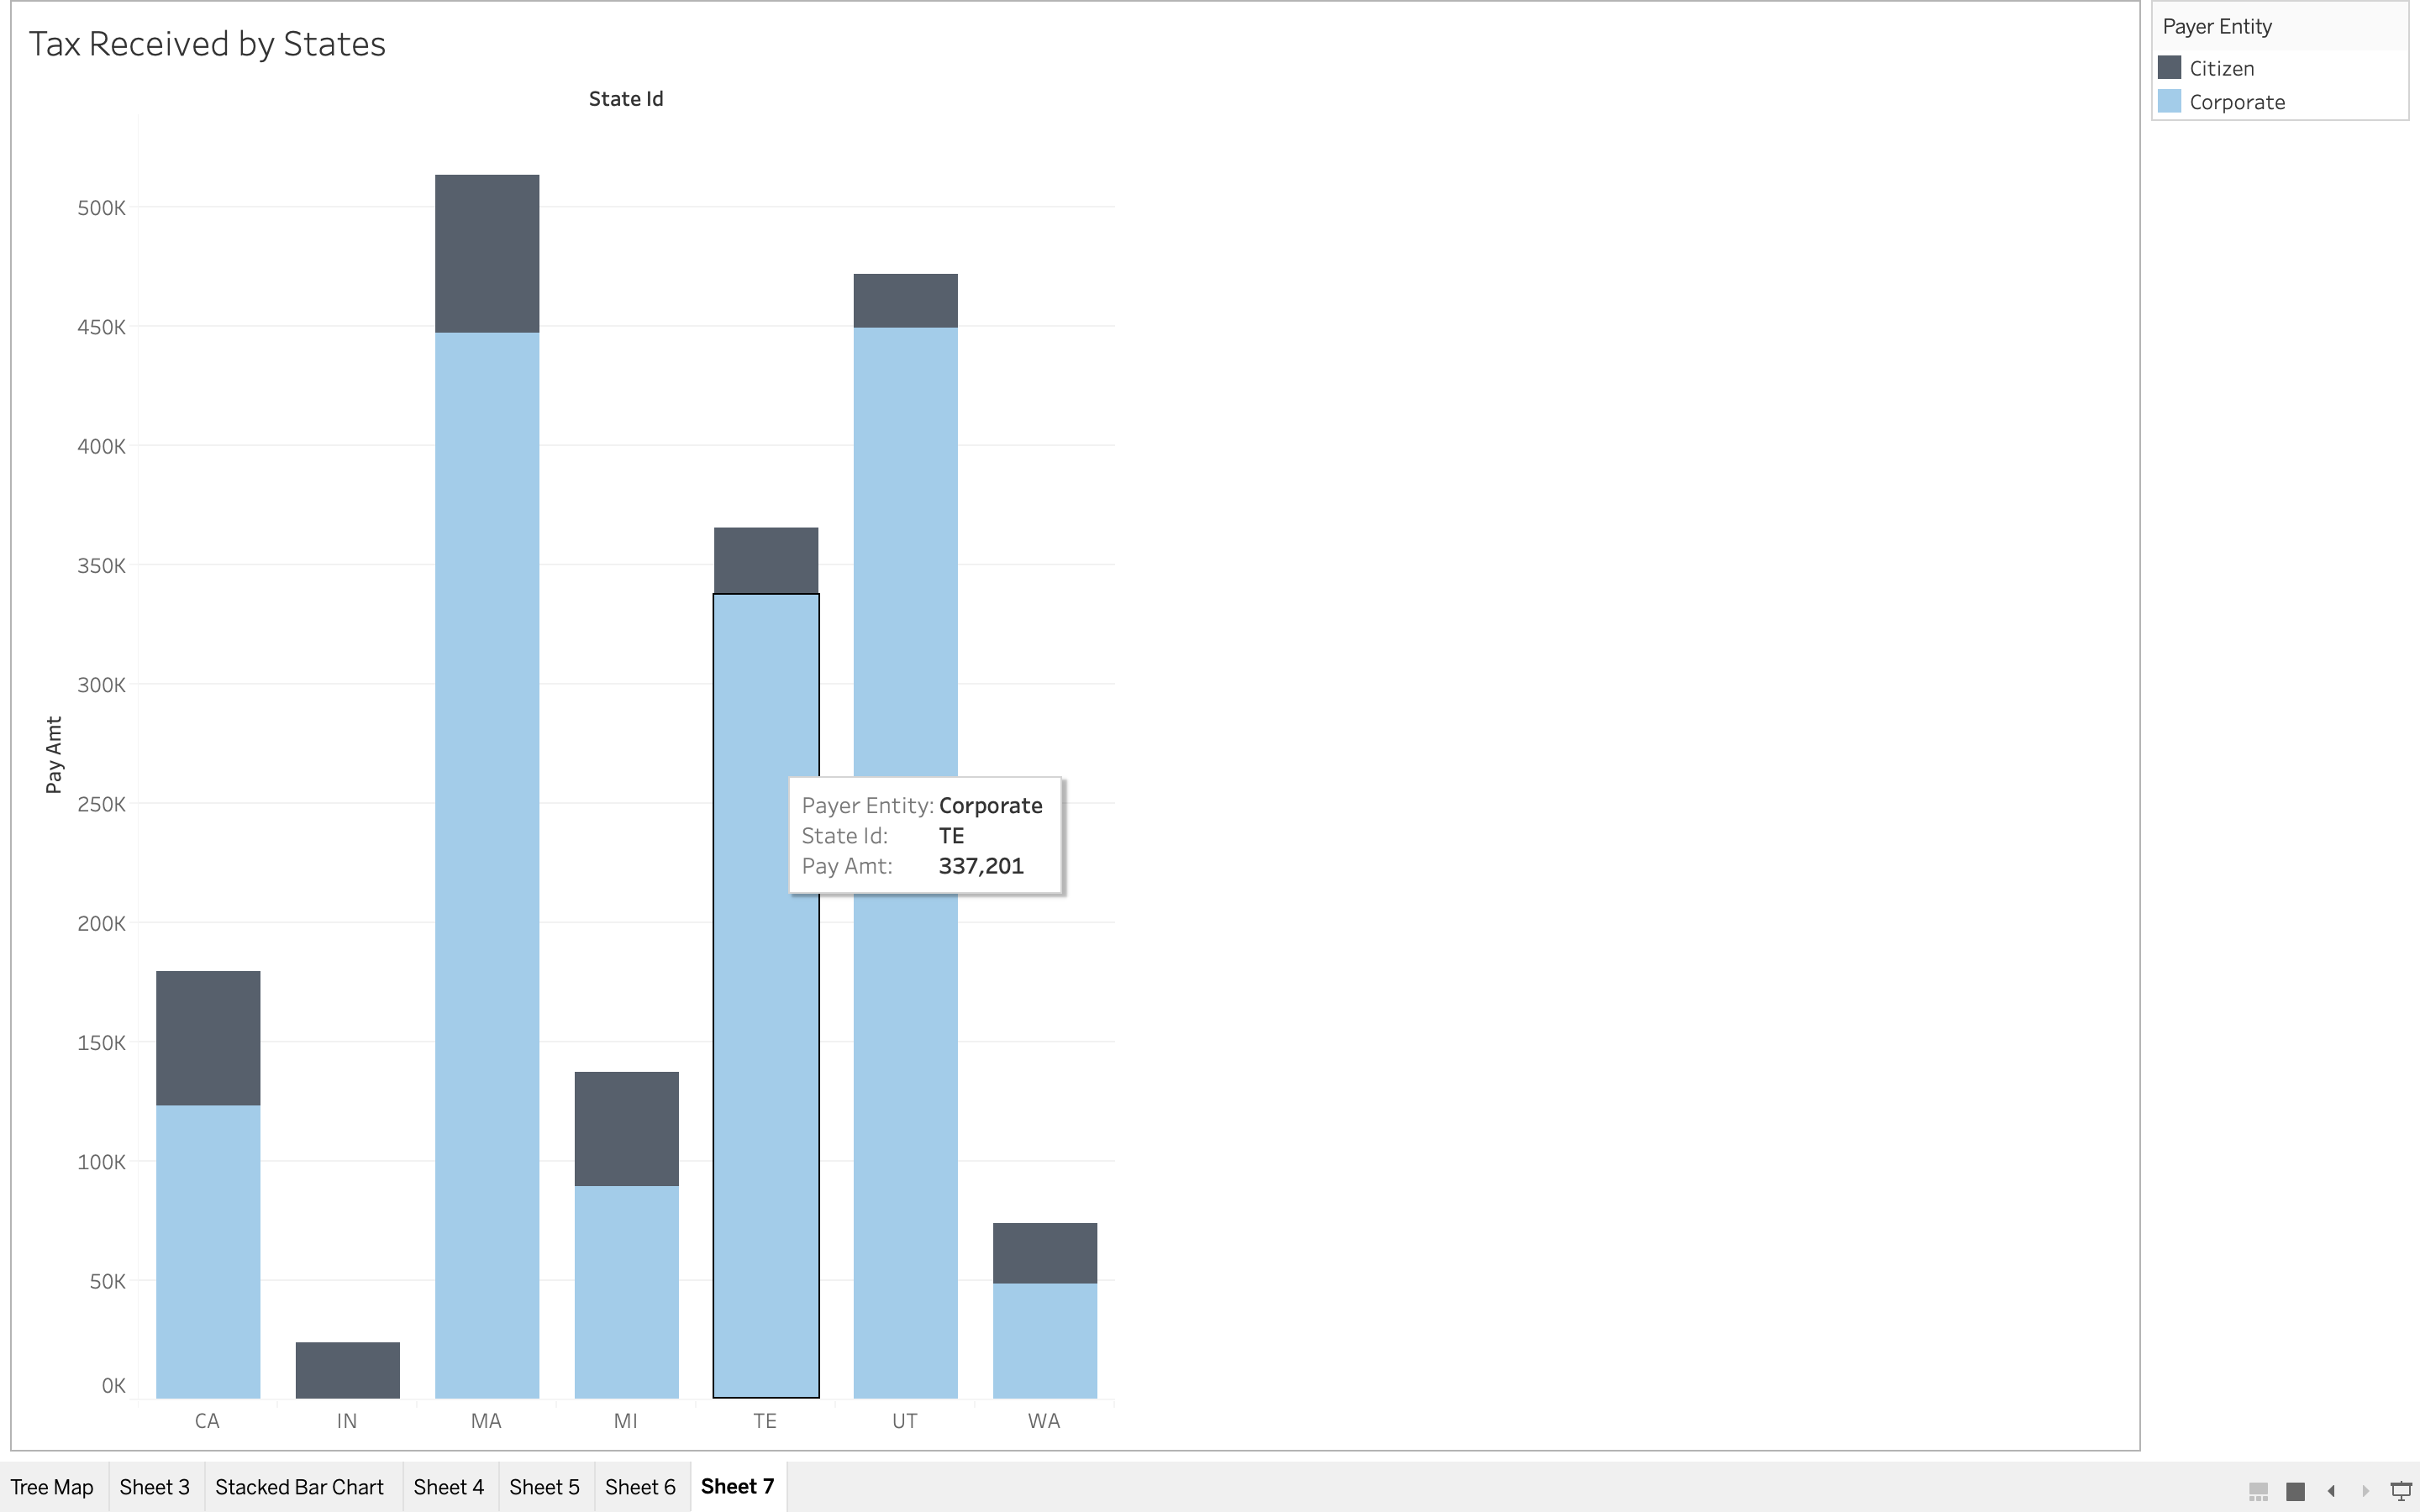 Tax Received by States
Payer Entity
Citizen
Corporate
State Id
500K
450K
400K
350K
300K
250K
200K
150K
100K
50K
0K
Pay Amt
Payer Entity: Corporate
State Id: TE
Pay Amt: 337,201
CA IN MA MI TE UT WA
Tree Map Sheet 3 Stacked Bar Chart Sheet 4 Sheet 5 Sheet 6 Sheet 7